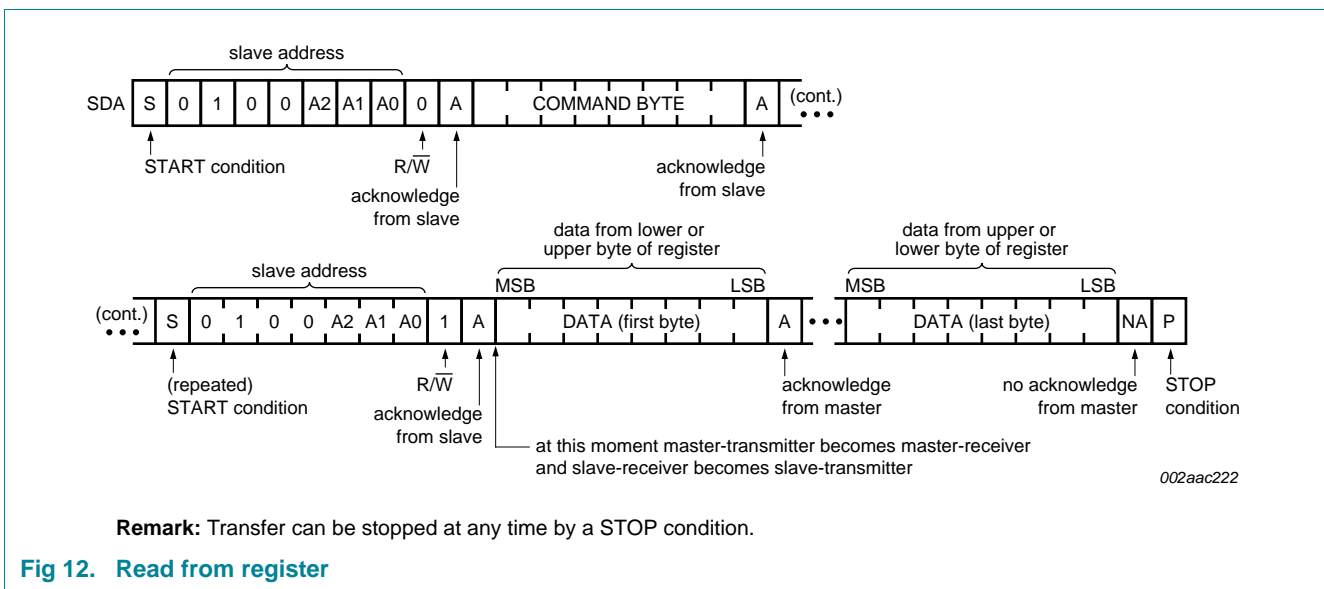 slave address
SDA S 0 1 0 0 A2 A1 A0 0 A COMMAND BYTE A (cont.)
START condition R/W̅ acknowledge from slave acknowledge from slave
data from lower or upper byte of register data from upper or lower byte of register
slave address
MSB LSB MSB LSB
(cont.) S 0 1 0 0 A2 A1 A0 1 A DATA (first byte) A DATA (last byte) NA P
(repeated) START condition R/W̅ acknowledge from slave acknowledge from master no acknowledge from master STOP condition
at this moment master-transmitter becomes master-receiver
and slave-receiver becomes slave-transmitter
002aac222
Remark: Transfer can be stopped at any time by a STOP condition.
Fig 12. Read from register